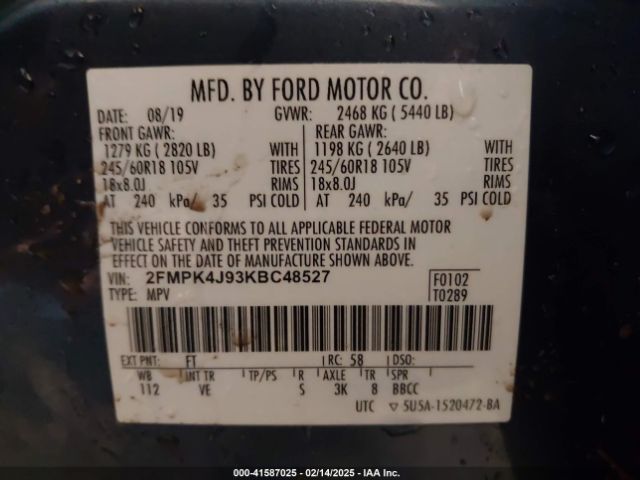 MFD. BY FORD MOTOR CO.
DATE: 08/19 GVWR: 2468 KG ( 5440 LB)
FRONT GAWR: REAR GAWR:
1279 KG ( 2820 LB) WITH 1198 KG ( 2640 LB) WITH
245/60R18 105V TIRES 245/60R18 105V TIRES
18x8.0J RIMS 18x8.0J RIMS
AT 240 kPa/ 35 PSI COLD AT 240 kPa/ 35 PSI COLD
THIS VEHICLE CONFORMS TO ALL APPLICABLE FEDERAL MOTOR
VEHICLE SAFETY AND THEFT PREVENTION STANDARDS IN
EFFECT ON THE DATE OF MANUFACTURE SHOWN ABOVE.
VIN: 2FMPK4J93KBC48527 F0102
TYPE: MPV T0289
EXT PNT: FT RC: 58 DSO:
WB INT TR TP/PS R AXLE TR SPR
112 VE S 3K 8 BBCC
UTC ▽ 5U5A-1520472-BA
000-41587025 - 02/14/2025 - IAA Inc.